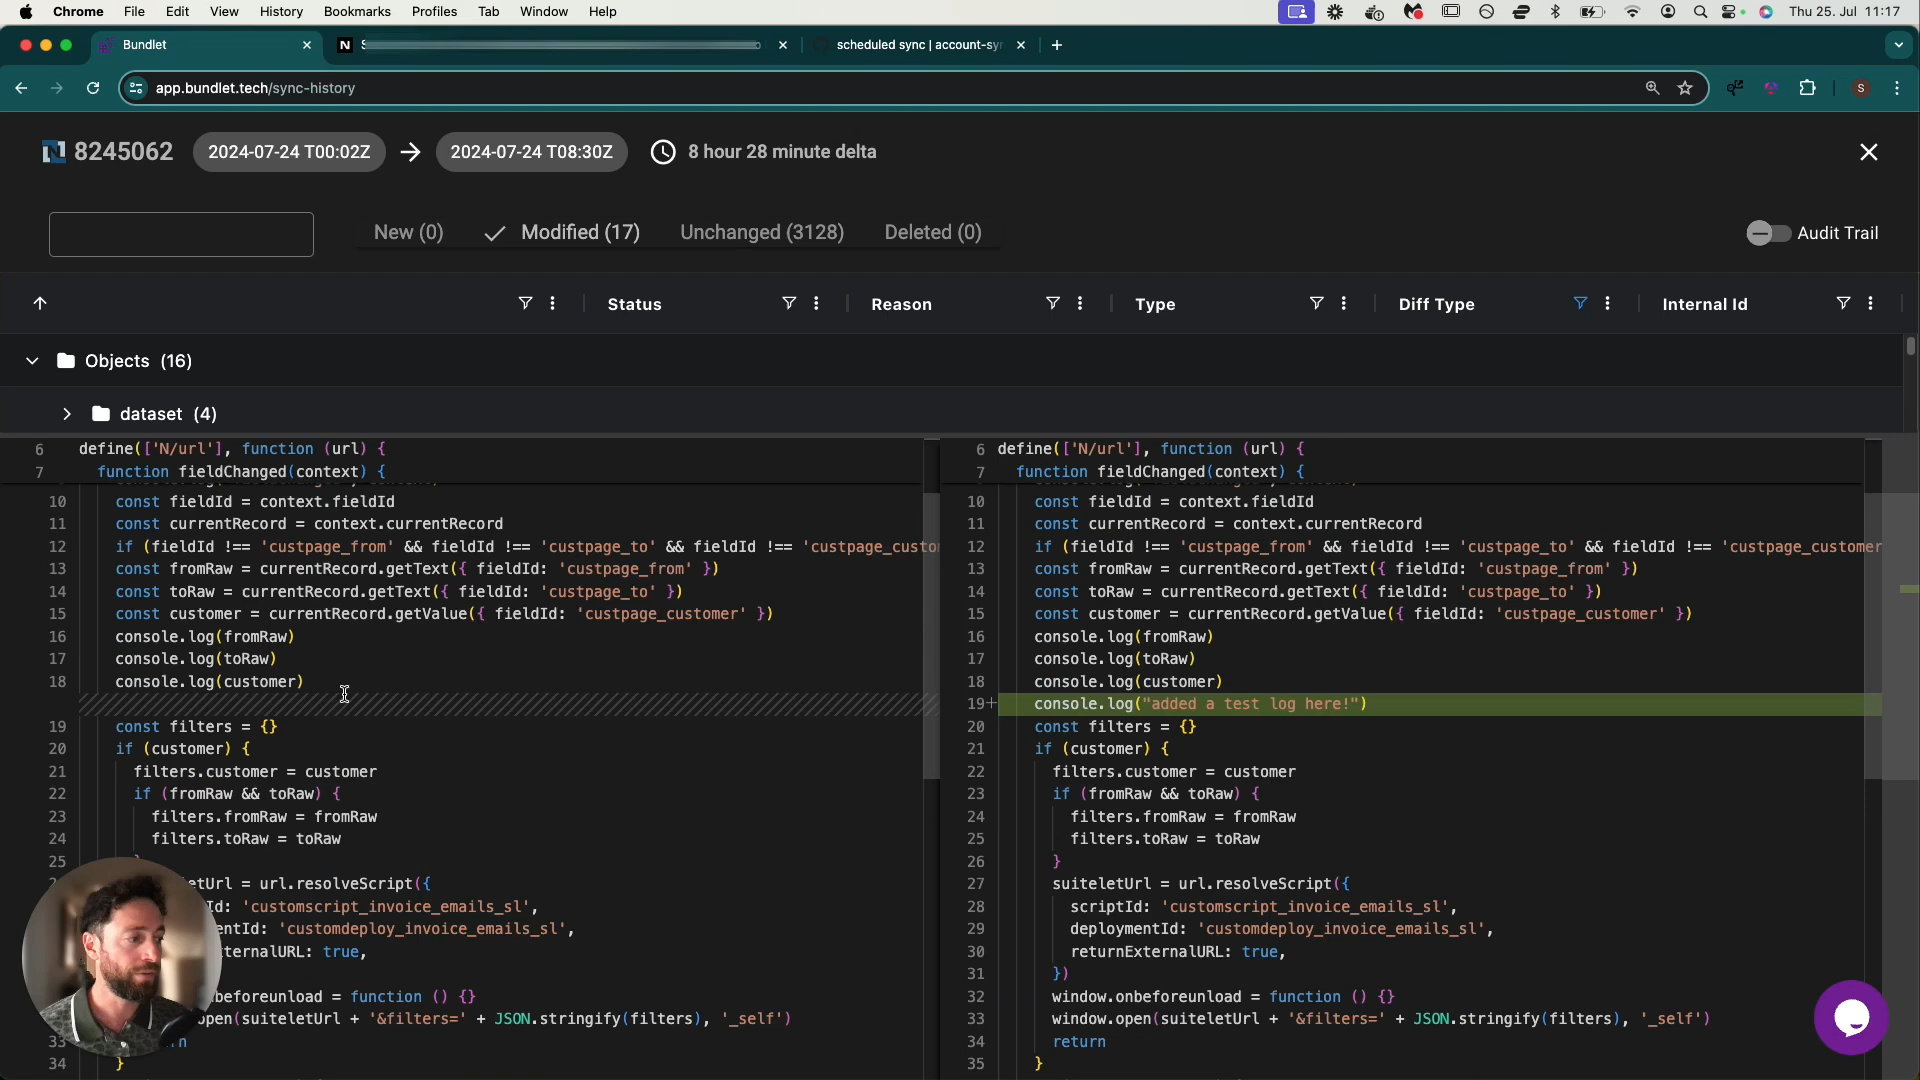 Chrome File Edit View History Bookmarks Profiles Tab Window Help Thu 25. Jul 11:17
Bundlet scheduled sync | account-sy
app.bundlet.tech/sync-history S
8245062 2024-07-24 T00:02Z → 2024-07-24 T08:30Z 8 hour 28 minute delta
New (0) Modified (17) Unchanged (3128) Deleted (0) Audit Trail
Status Reason Type Diff Type Internal Id
Objects (16)
dataset (4)
6 define(['N/url'], function (url) {
7 function fieldChanged(context) {
10 const fieldId = context.fieldId
11 const currentRecord = context.currentRecord
12 if (fieldId !== 'custpage_from' && fieldId !== 'custpage_to' && fieldId !== 'custpage_custo
13 const fromRaw = currentRecord.getText({ fieldId: 'custpage_from' })
14 const toRaw = currentRecord.getText({ fieldId: 'custpage_to' })
15 const customer = currentRecord.getValue({ fieldId: 'custpage_customer' })
16 console.log(fromRaw)
17 console.log(toRaw)
18 console.log(customer)
19 const filters = {}
20 if (customer) {
21 filters.customer = customer
22 if (fromRaw && toRaw) {
23 filters.fromRaw = fromRaw
24 filters.toRaw = toRaw
25
etUrl = url.resolveScript({
Id: 'customscript_invoice_emails_sl',
entId: 'customdeploy_invoice_emails_sl',
ternalURL: true,
beforeunload = function () {}
open(suiteletUrl + '&filters=' + JSON.stringify(filters), '_self')
33 rn
34 }
6 define(['N/url'], function (url) {
7 function fieldChanged(context) {
10 const fieldId = context.fieldId
11 const currentRecord = context.currentRecord
12 if (fieldId !== 'custpage_from' && fieldId !== 'custpage_to' && fieldId !== 'custpage_customer
13 const fromRaw = currentRecord.getText({ fieldId: 'custpage_from' })
14 const toRaw = currentRecord.getText({ fieldId: 'custpage_to' })
15 const customer = currentRecord.getValue({ fieldId: 'custpage_customer' })
16 console.log(fromRaw)
17 console.log(toRaw)
18 console.log(customer)
19+ console.log("added a test log here!")
20 const filters = {}
21 if (customer) {
22 filters.customer = customer
23 if (fromRaw && toRaw) {
24 filters.fromRaw = fromRaw
25 filters.toRaw = toRaw
26 }
27 suiteletUrl = url.resolveScript({
28 scriptId: 'customscript_invoice_emails_sl',
29 deploymentId: 'customdeploy_invoice_emails_sl',
30 returnExternalURL: true,
31 })
32 window.onbeforeunload = function () {}
33 window.open(suiteletUrl + '&filters=' + JSON.stringify(filters), '_self')
34 return
35 }